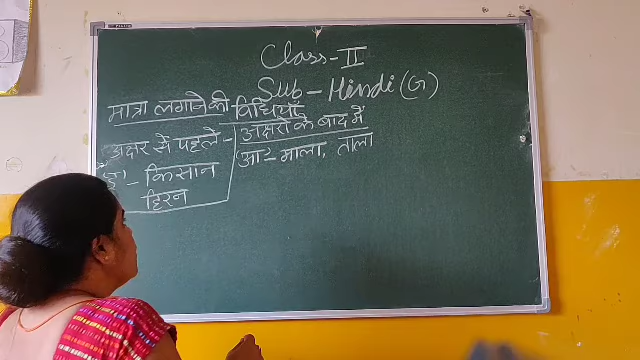 Class - II
Sub - Hindi (G)
मात्रा लगाने की - विधियाँ
अक्षर से पहले -
'इ' - किसान
हिरन
अक्षरों के बाद में
'आ' - माला, ताला